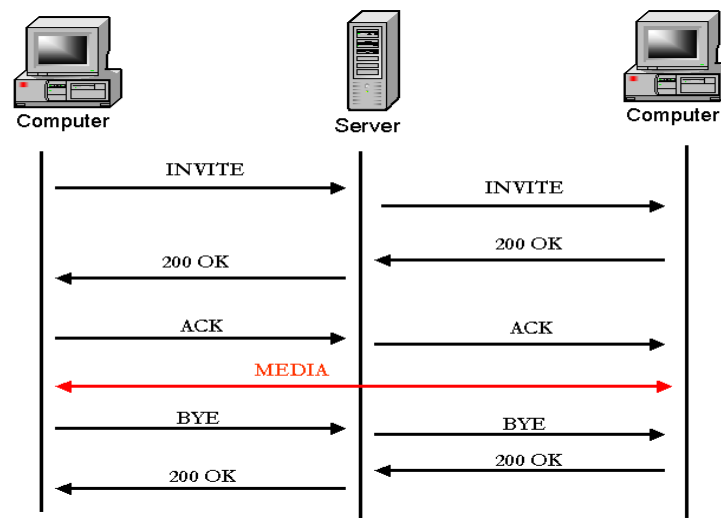 Computer
Server
Computer
INVITE
INVITE
200 OK
200 OK
ACK
ACK
MEDIA
BYE
BYE
200 OK
200 OK